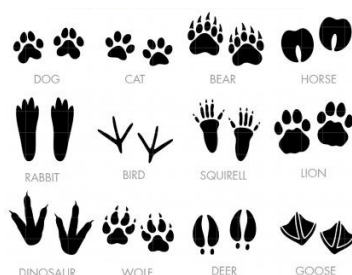 DOG CAT BEAR HORSE
RABBIT BIRD SQUIRELL LION
DINOSAUR WOLF DEER GOOSE